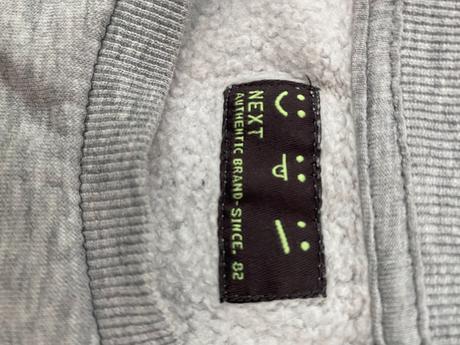 NEXT
AUTHENTIC BRAND-SINCE. 82